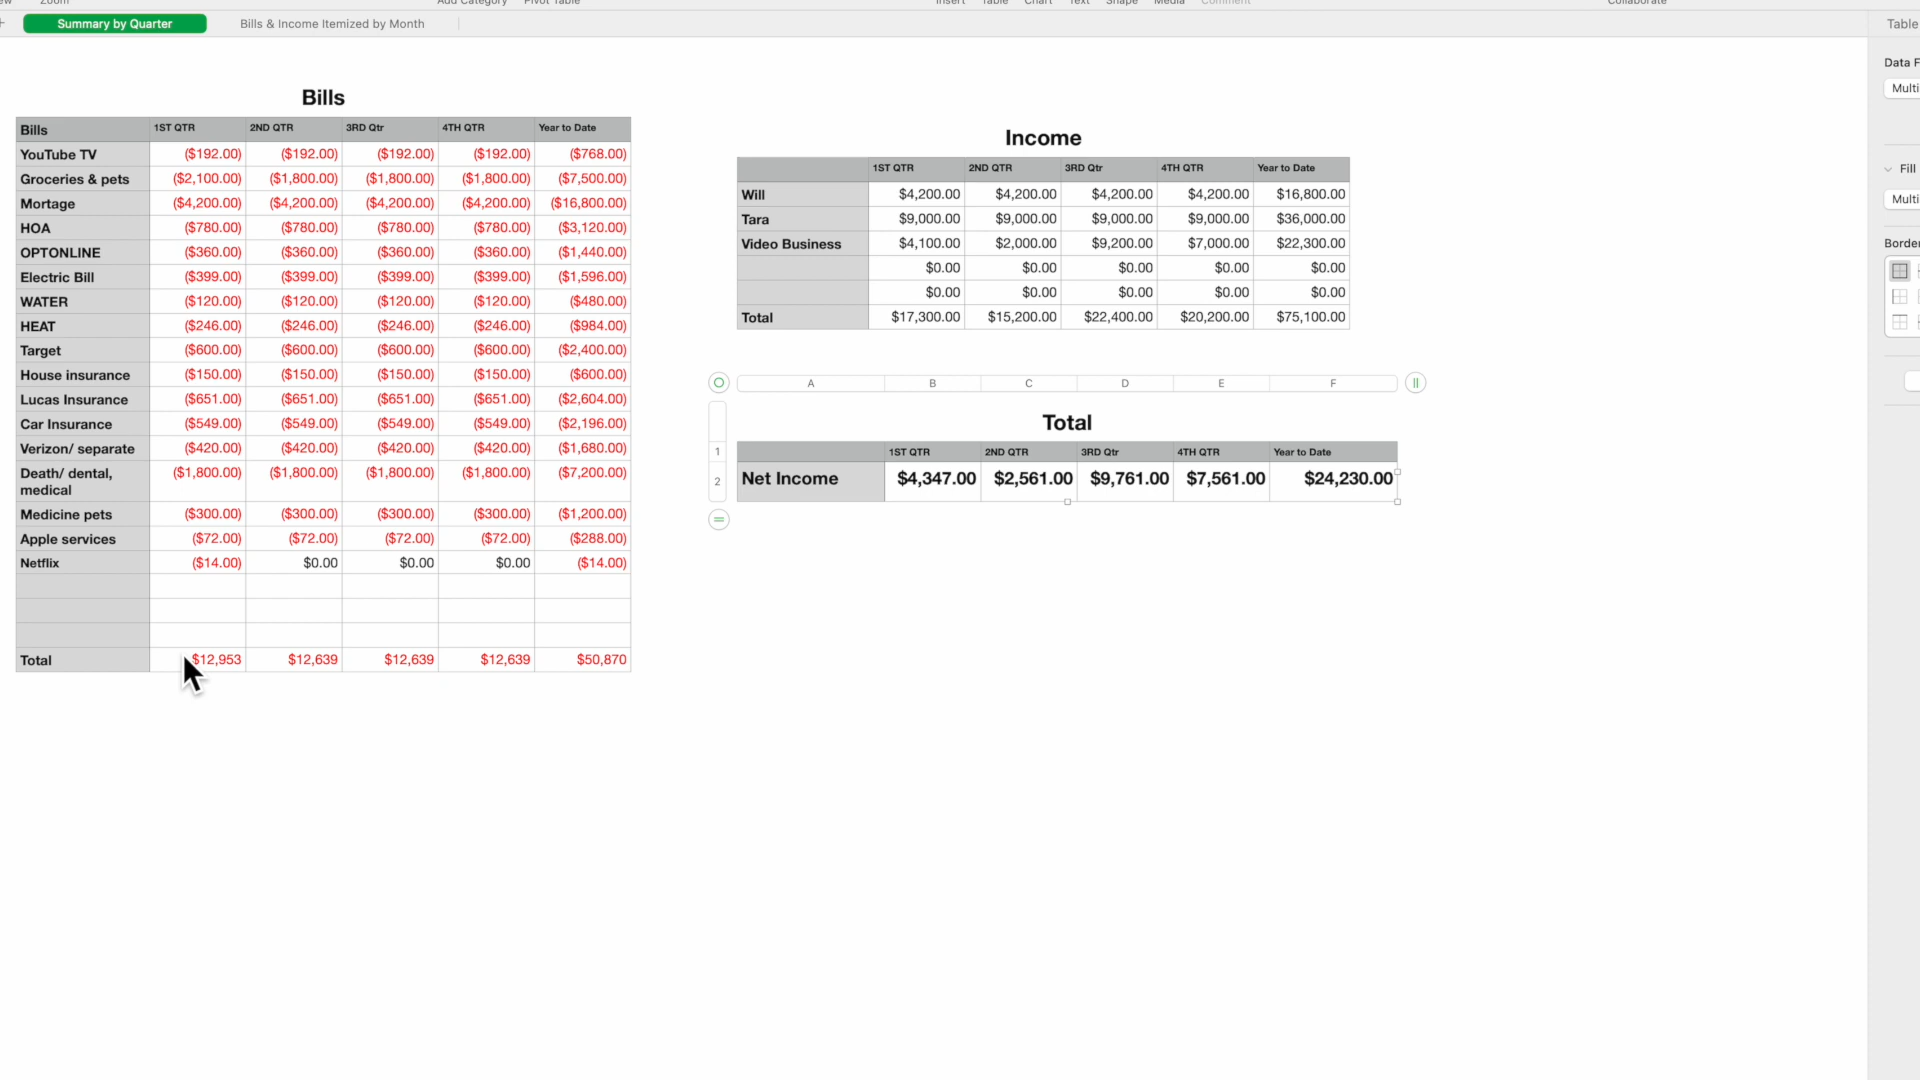 Zoom
Add Category Pivot Table
Insert Table Chart Text Shape Media Comment
Collaborate
Summary by Quarter
Bills & Income Itemized by Month
Table
Data F
Multi
Fill
Multi
Border
Bills
Bills 1ST QTR 2ND QTR 3RD Qtr 4TH QTR Year to Date
YouTube TV ($192.00) ($192.00) ($192.00) ($192.00) ($768.00)
Groceries & pets ($2,100.00) ($1,800.00) ($1,800.00) ($1,800.00) ($7,500.00)
Mortage ($4,200.00) ($4,200.00) ($4,200.00) ($4,200.00) ($16,800.00)
HOA ($780.00) ($780.00) ($780.00) ($780.00) ($3,120.00)
OPTONLINE ($360.00) ($360.00) ($360.00) ($360.00) ($1,440.00)
Electric Bill ($399.00) ($399.00) ($399.00) ($399.00) ($1,596.00)
WATER ($120.00) ($120.00) ($120.00) ($120.00) ($480.00)
HEAT ($246.00) ($246.00) ($246.00) ($246.00) ($984.00)
Target ($600.00) ($600.00) ($600.00) ($600.00) ($2,400.00)
House insurance ($150.00) ($150.00) ($150.00) ($150.00) ($600.00)
Lucas Insurance ($651.00) ($651.00) ($651.00) ($651.00) ($2,604.00)
Car Insurance ($549.00) ($549.00) ($549.00) ($549.00) ($2,196.00)
Verizon/ separate ($420.00) ($420.00) ($420.00) ($420.00) ($1,680.00)
Death/ dental, ($1,800.00) ($1,800.00) ($1,800.00) ($1,800.00) ($7,200.00)
medical
Medicine pets ($300.00) ($300.00) ($300.00) ($300.00) ($1,200.00)
Apple services ($72.00) ($72.00) ($72.00) ($72.00) ($288.00)
Netflix ($14.00) $0.00 $0.00 $0.00 ($14.00)
Total $12,953 $12,639 $12,639 $12,639 $50,870
Income
1ST QTR 2ND QTR 3RD Qtr 4TH QTR Year to Date
Will $4,200.00 $4,200.00 $4,200.00 $4,200.00 $16,800.00
Tara $9,000.00 $9,000.00 $9,000.00 $9,000.00 $36,000.00
Video Business $4,100.00 $2,000.00 $9,200.00 $7,000.00 $22,300.00
$0.00 $0.00 $0.00 $0.00 $0.00
$0.00 $0.00 $0.00 $0.00 $0.00
Total $17,300.00 $15,200.00 $22,400.00 $20,200.00 $75,100.00
A B C D E F
Total
1 1ST QTR 2ND QTR 3RD Qtr 4TH QTR Year to Date
2 Net Income $4,347.00 $2,561.00 $9,761.00 $7,561.00 $24,230.00